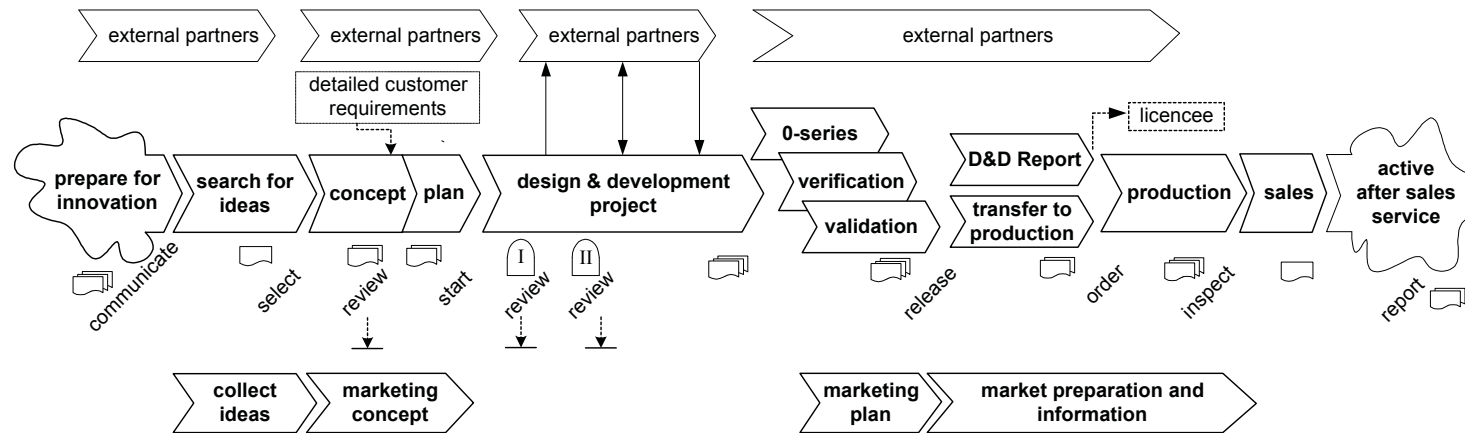 external partners
external partners
external partners
external partners
detailed customer
requirements
licencee
0-series
verification
validation
D&D Report
transfer to
production
prepare for
innovation
search for
ideas
concept
plan
design & development
project
production
sales
active
after sales
service
communicate
select
review
start
I
review
II
review
release
order
inspect
report
collect
ideas
marketing
concept
marketing
plan
market preparation and
information